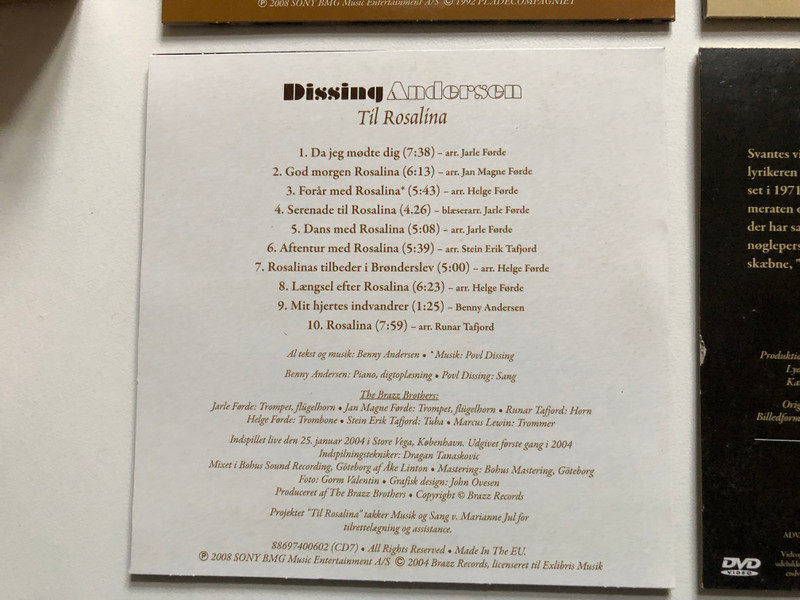 ℗ 2008 SONY BMG Music Entertainment A/S © 1992 PLADECOMPAGNIET
Dissing Andersen
Til Rosalina
1. Da jeg mødte dig (7:38) – arr. Jarle Førde
2. God morgen Rosalina (6:13) – arr. Jan Magne Førde
3. Forår med Rosalina* (5:43) – arr. Helge Førde
4. Serenade til Rosalina (4.26) – blæserarr. Jarle Førde
5. Dans med Rosalina (5:08) – arr. Jarle Førde
6. Aftentur med Rosalina (5:39) – arr. Stein Erik Tafjord
7. Rosalinas tilbeder i Brønderslev (5:00) – arr. Helge Førde
8. Længsel efter Rosalina (6:23) – arr. Helge Førde
9. Mit hjertes indvandrer (1:25) – Benny Andersen
10. Rosalina (7:59) – arr. Runar Tafjord
Al tekst og musik: Benny Andersen • * Musik: Povl Dissing
Benny Andersen: Piano, digtoplæsning • Povl Dissing: Sang
The Brazz Brothers:
Jarle Førde: Trompet, flügelhorn • Jan Magne Førde: Trompet, flügelhorn • Runar Tafjord: Horn
Helge Førde: Trombone • Stein Erik Tafjord: Tuba • Marcus Lewin: Trommer
Indspillet live den 25. januar 2004 i Store Vega, København. Udgivet første gang i 2004
Indspilningstekniker: Dragan Tanaskovic
Mixet i Bohus Sound Recording, Göteborg af Åke Linton • Mastering: Bohus Mastering, Göteborg
Foto: Gorm Valentin • Grafisk design: John Ovesen
Produceret af The Brazz Brothers • Copyright © Brazz Records
Projektet "Til Rosalina" takker Musik og Sang v. Marianne Jul for
tilrettelægning og assistance.
88697400602 (CD7) • All Rights Reserved • Made In The EU.
℗ 2008 SONY BMG Music Entertainment A/S © 2004 Brazz Records, licenseret til Exlibris Musik
Svantes vi
lyrikeren
set i 1971
meraten o
der har sa
nøglepers
skæbne, "
Produktio
Lyd
Ka
Orig
Billedform
ADV
Video
udelukk
end
DVD
VIDEO